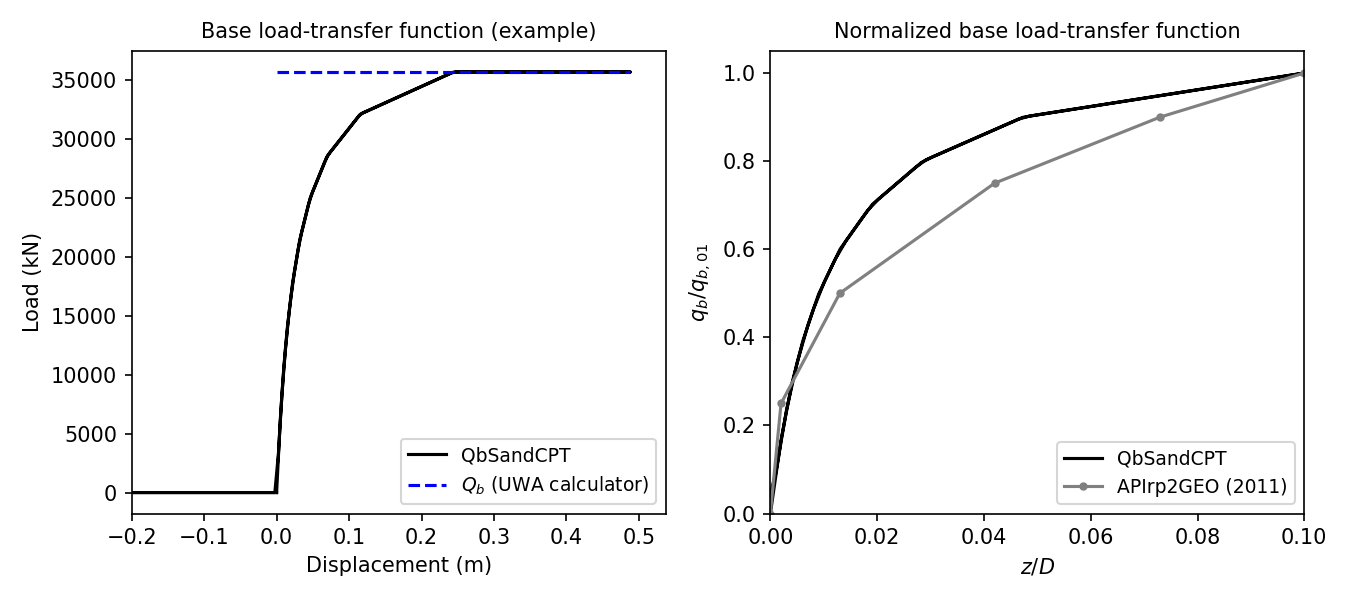 Base load-transfer function (example)
Load (kN)
35000
30000
25000
20000
15000
10000
5000
0
−0.2 −0.1 0.0 0.1 0.2 0.3 0.4 0.5
Displacement (m)
QbSandCPT
Q_b (UWA calculator)
Normalized base load-transfer function
q_b/q_{b,01}
1.0
0.8
0.6
0.4
0.2
0.0
0.00 0.02 0.04 0.06 0.08 0.10
z/D
QbSandCPT
APIrp2GEO (2011)